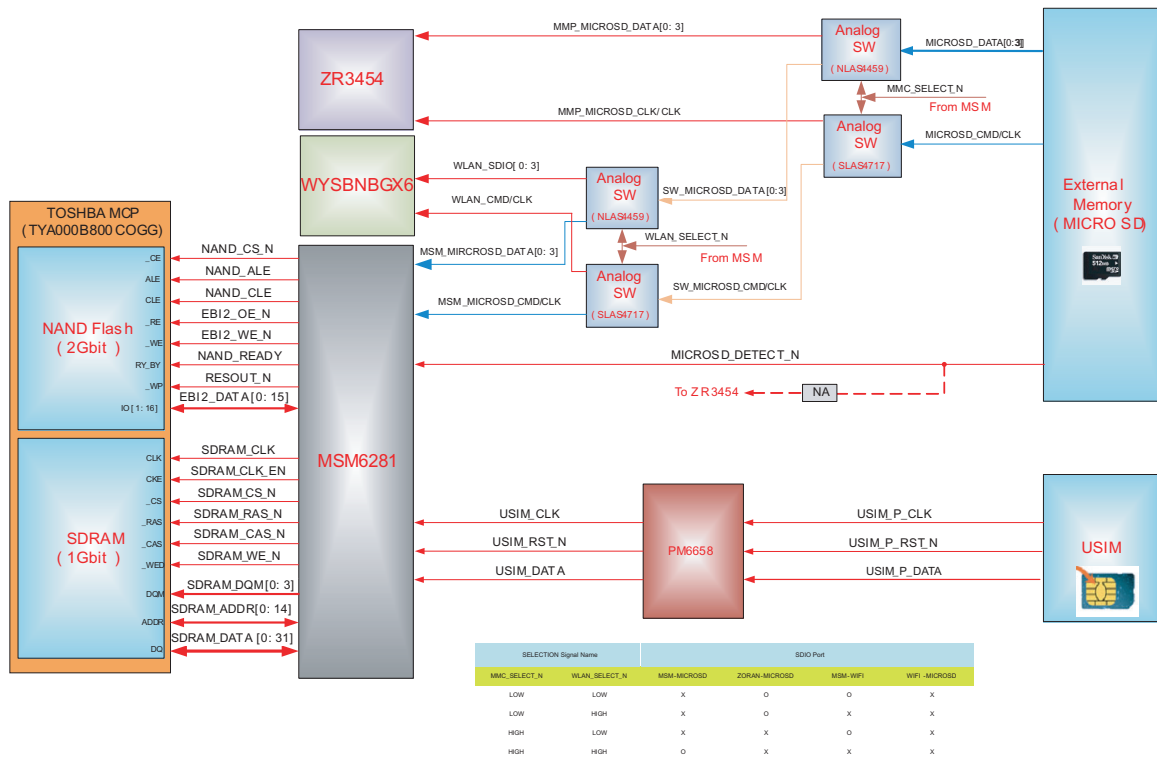 ZR3454
WYSBNBGX6
MMP_MICROSD_DATA[0: 3]
MMP_MICROSD_CLK/ CLK
Analog
SW
( NLAS4459 )
MMC_SELECT_N
From MSM
Analog
SW
( SLAS4717 )
MICROSD_DATA[0:3]
MICROSD_CMD/CLK
External
Memory
( MICRO SD)
SanDisk
512MB
WLAN_SDIO[ 0: 3]
WLAN_CMD/CLK
Analog
SW
( NLAS4459 )
WLAN_SELECT_N
From MSM
Analog
SW
( SLAS4717 )
SW_MICROSD_DATA[0:3]
SW_MICROSD_CMD/CLK
MSM_MIRCROSD_DATA[0: 3]
MSM_MICROSD_CMD/CLK
MICROSD_DETECT_N
To Z R3454
NA
TOSHBA MCP
( TYA000B800 COGG)
NAND Flash
( 2Gbit )
_CE
ALE
CLE
_RE
_WE
RY_BY
_WP
IO[ 1: 16]
NAND_CS_N
NAND_ALE
NAND_CLE
EBI2_OE_N
EBI2_WE_N
NAND_READY
RESOUT_N
EBI2_DATA[0: 15]
SDRAM
( 1Gbit )
CLK
CKE
_CS
_RAS
_CAS
_WED
DQM
ADDR
DQ
SDRAM_CLK
SDRAM_CLK_EN
SDRAM_CS_N
SDRAM_RAS_N
SDRAM_CAS_N
SDRAM_WE_N
SDRAM_DQM[0: 3]
SDRAM_ADDR[0: 14]
SDRAM_DATA [0: 31]
MSM6281
USIM_CLK
USIM_RST_N
USIM_DATA
PM6658
USIM_P_CLK
USIM_P_RST_N
USIM_P_DATA
USIM
SELECTION Signal Name SDIO Port
MMC_SELECT_N WLAN_SELECT_N MSM-MICROSD ZORAN-MICROSD MSM-WIFI WIFI -MICROSD
LOW LOW X O O X
LOW HIGH X O X X
HIGH LOW X X O X
HIGH HIGH O X X X